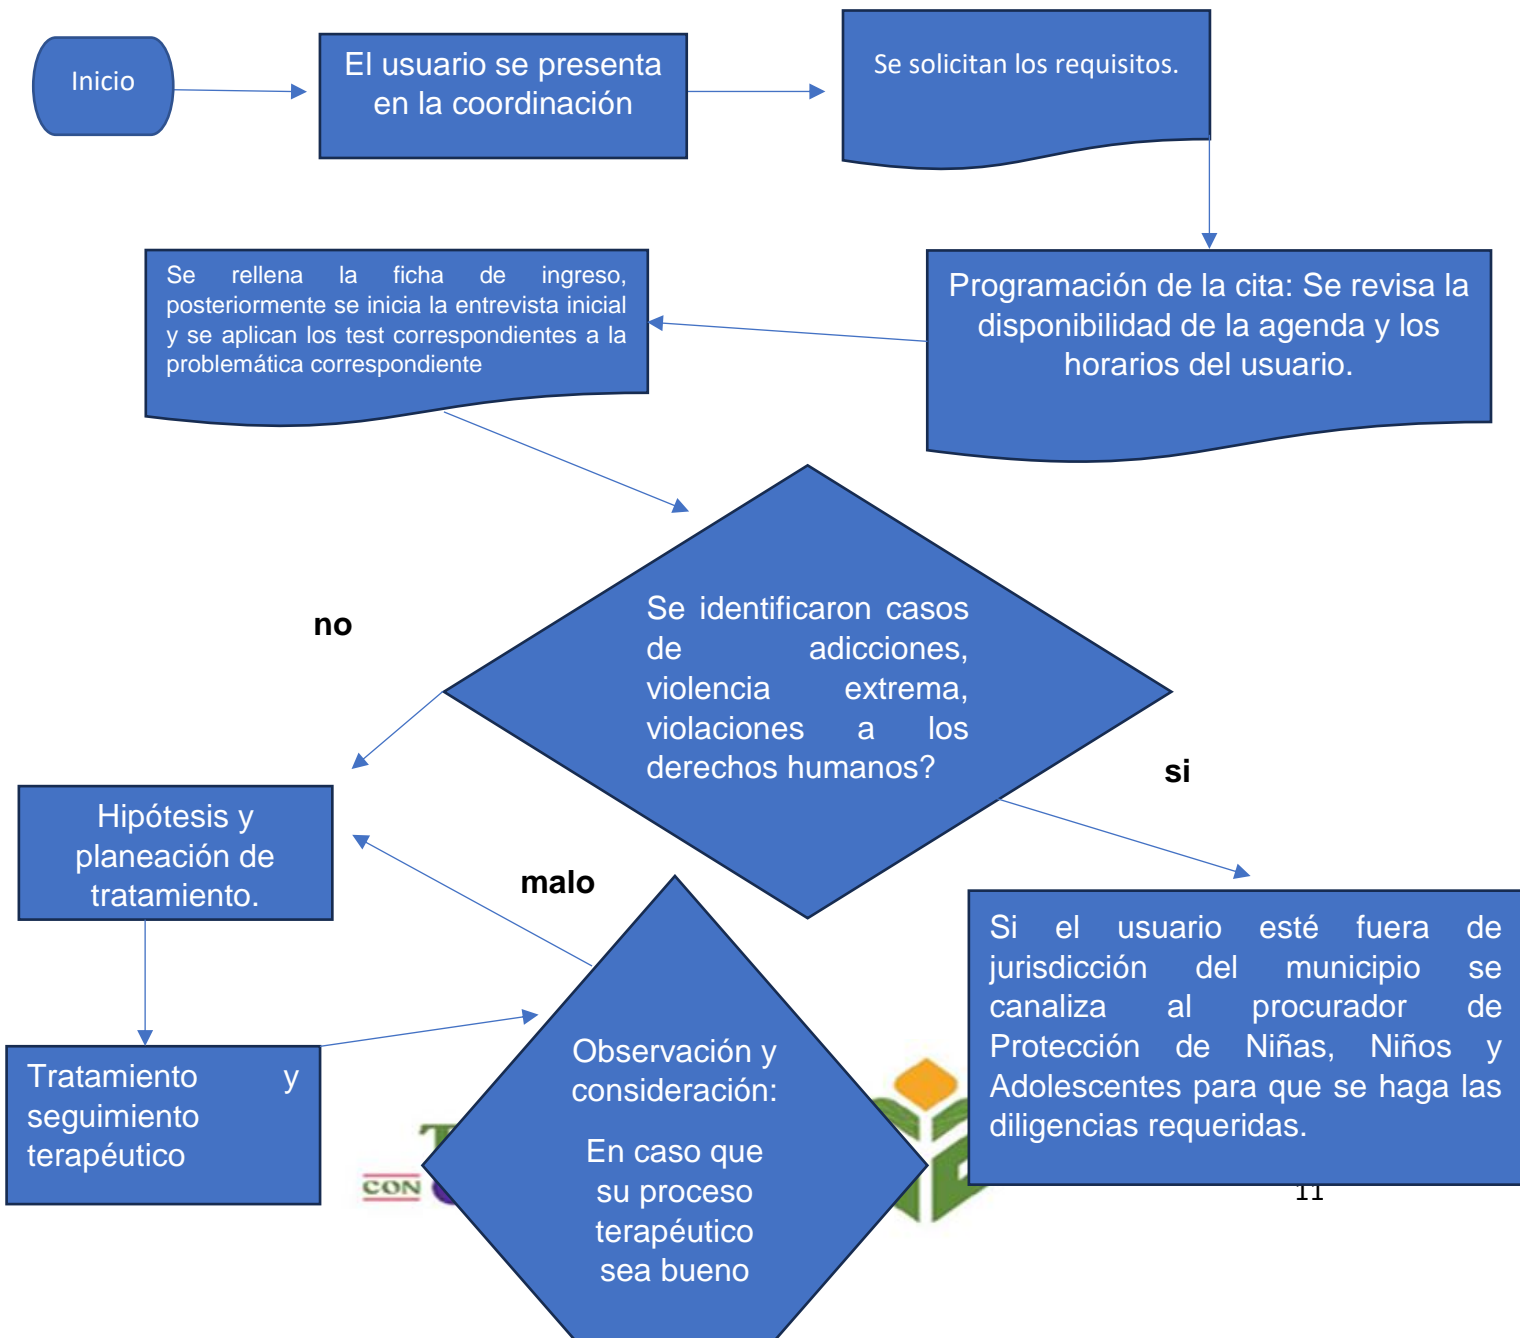 Inicio
El usuario se presenta
en la coordinación
Se solicitan los requisitos.
Se rellena la ficha de ingreso,
posteriormente se inicia la entrevista inicial
y se aplican los test correspondientes a la
problemática correspondiente
Programación de la cita: Se revisa la
disponibilidad de la agenda y los
horarios del usuario.
no
Se identificaron casos
de adicciones,
violencia extrema,
violaciones a los
derechos humanos?
si
Hipótesis y
planeación de
tratamiento.
malo
Si el usuario esté fuera de
jurisdicción del municipio se
canaliza al procurador de
Protección de Niñas, Niños y
Adolescentes para que se haga las
diligencias requeridas.
Tratamiento y
seguimiento
terapéutico
Observación y
consideración:
En caso que
su proceso
terapéutico
sea bueno
CON
11